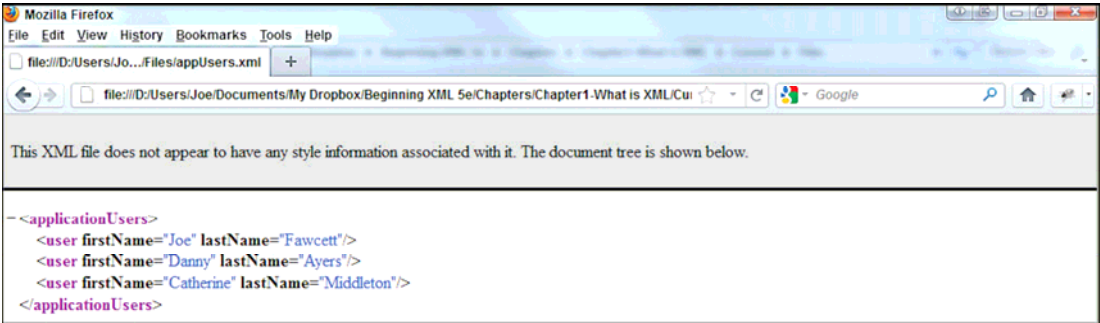 Mozilla Firefox
File Edit View History Bookmarks Tools Help
file:///D:/Users/Jo.../Files/appUsers.xml +
file:///D:/Users/Joe/Documents/My Dropbox/Beginning XML 5e/Chapters/Chapter1-What is XML/Cu Google
This XML file does not appear to have any style information associated with it. The document tree is shown below.
− <applicationUsers>
<user firstName="Joe" lastName="Fawcett"/>
<user firstName="Danny" lastName="Ayers"/>
<user firstName="Catherine" lastName="Middleton"/>
</applicationUsers>